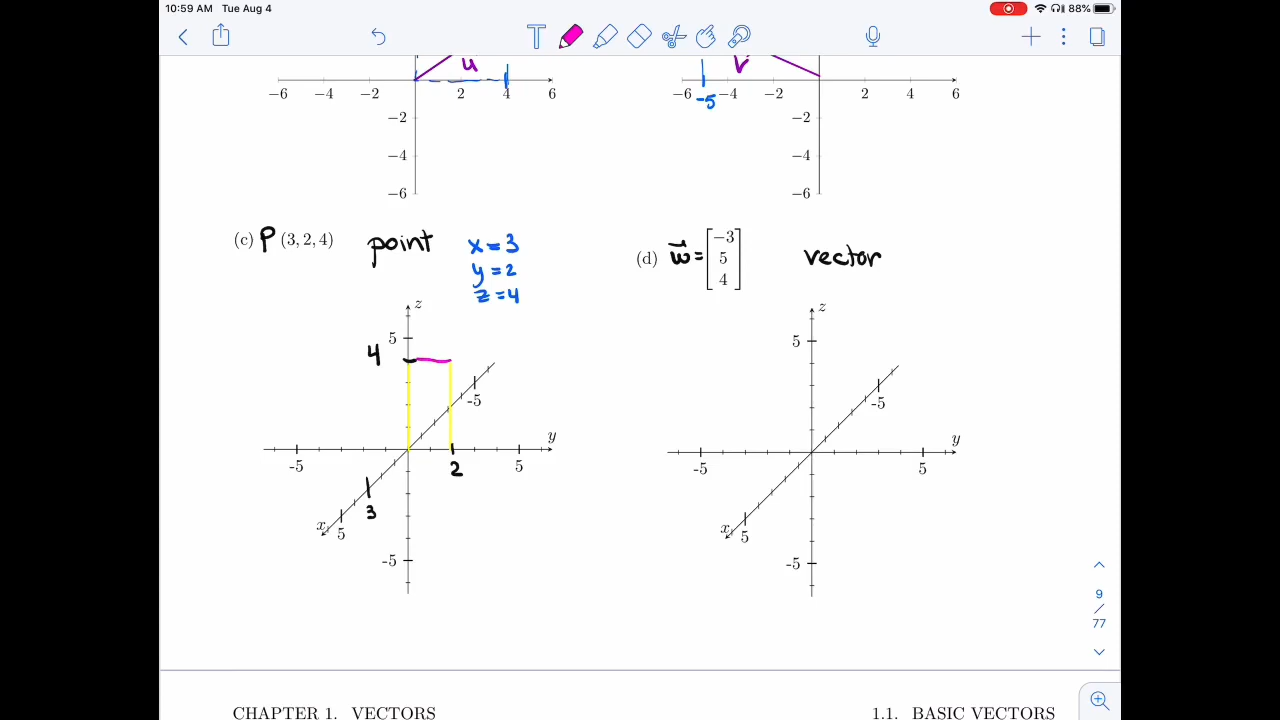 10:59 AM Tue Aug 4
88%
T
u
v
−6 −4 −2 2 4 6
−6 −4 −2 2 4 6
-5
−2
−4
−6
−2
−4
−6
(c) P (3, 2, 4) point
x = 3
y = 2
z = 4
(d) w = [−3 vector
5
4]
z
5
4
-5
y
-5
2
5
3
x
5
-5
z
5
-5
y
-5
5
x
5
-5
9
/
77
CHAPTER 1. VECTORS 1.1. BASIC VECTORS